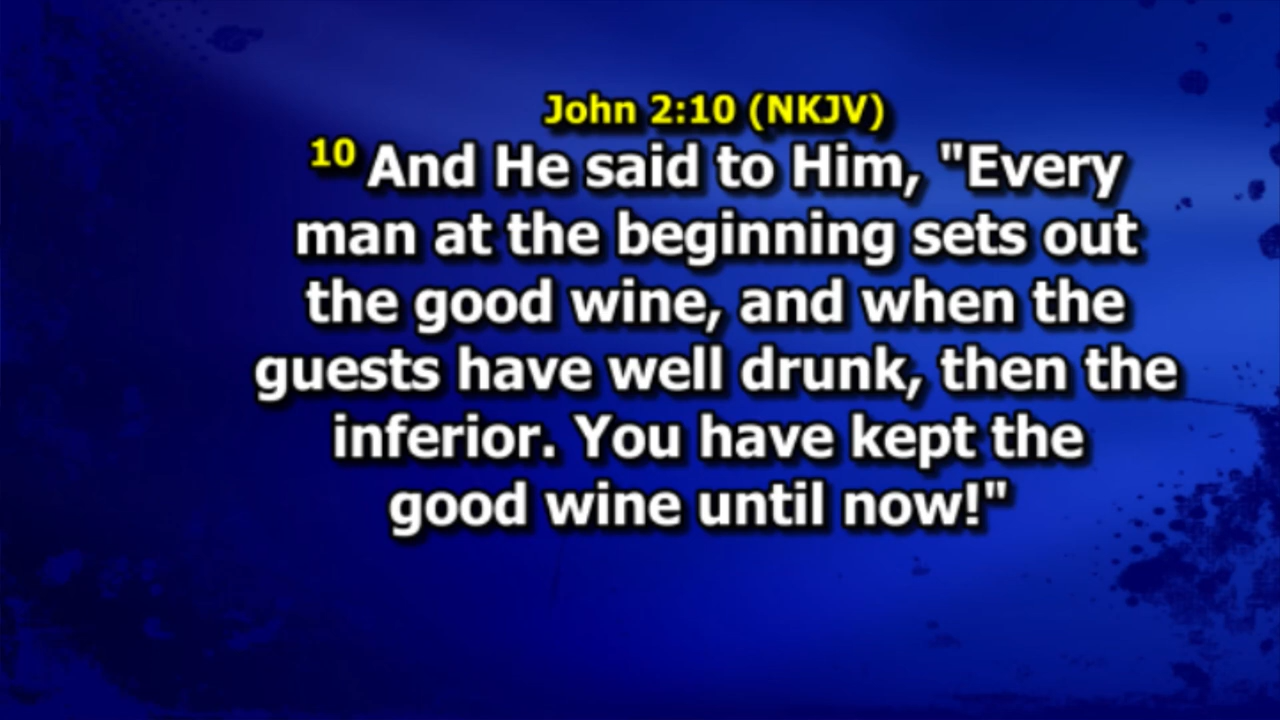 John 2:10 (NKJV)
10 And He said to Him, "Every
man at the beginning sets out
the good wine, and when the
guests have well drunk, then the
inferior. You have kept the
good wine until now!"